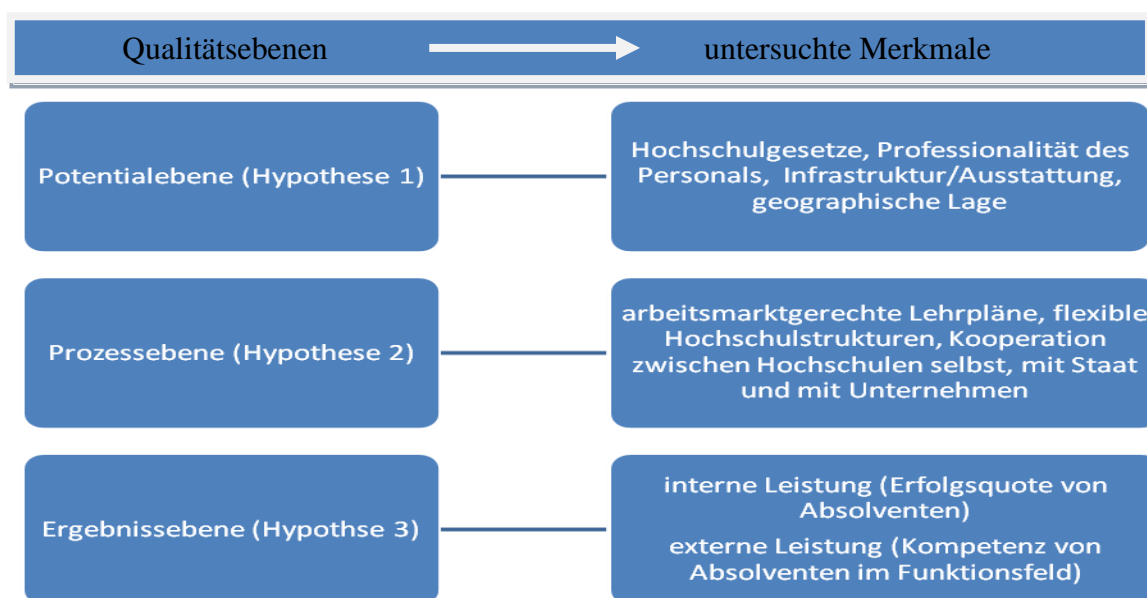 Qualitätsebenen untersuchte Merkmale
Potentialebene (Hypothese 1)
Hochschulgesetze, Professionalität des
Personals, Infrastruktur/Ausstattung,
geographische Lage
Prozessebene (Hypothese 2)
arbeitsmarktgerechte Lehrpläne, flexible
Hochschulstrukturen, Kooperation
zwischen Hochschulen selbst, mit Staat
und mit Unternehmen
Ergebnissebene (Hypothse 3)
interne Leistung (Erfolgsquote von
Absolventen)
externe Leistung (Kompetenz von
Absolventen im Funktionsfeld)